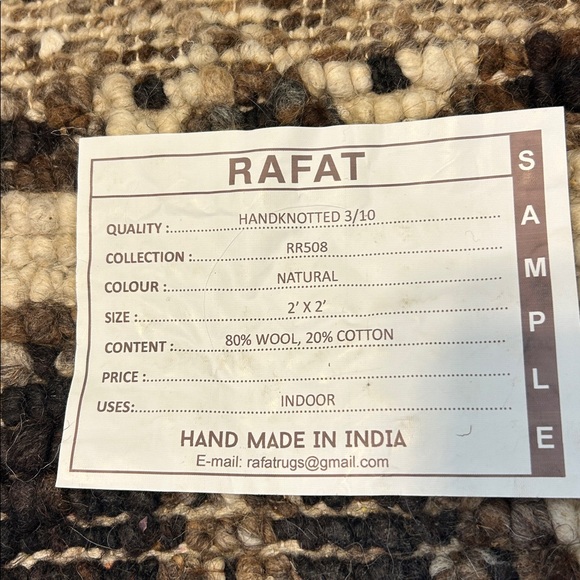 RAFAT
QUALITY :HANDKNOTTED 3/10
COLLECTION :RR508
COLOUR :NATURAL
SIZE :2' X 2'
CONTENT :80% WOOL, 20% COTTON
PRICE :
USES:INDOOR
HAND MADE IN INDIA
E-mail: rafatrugs@gmail.com
SAMPLE